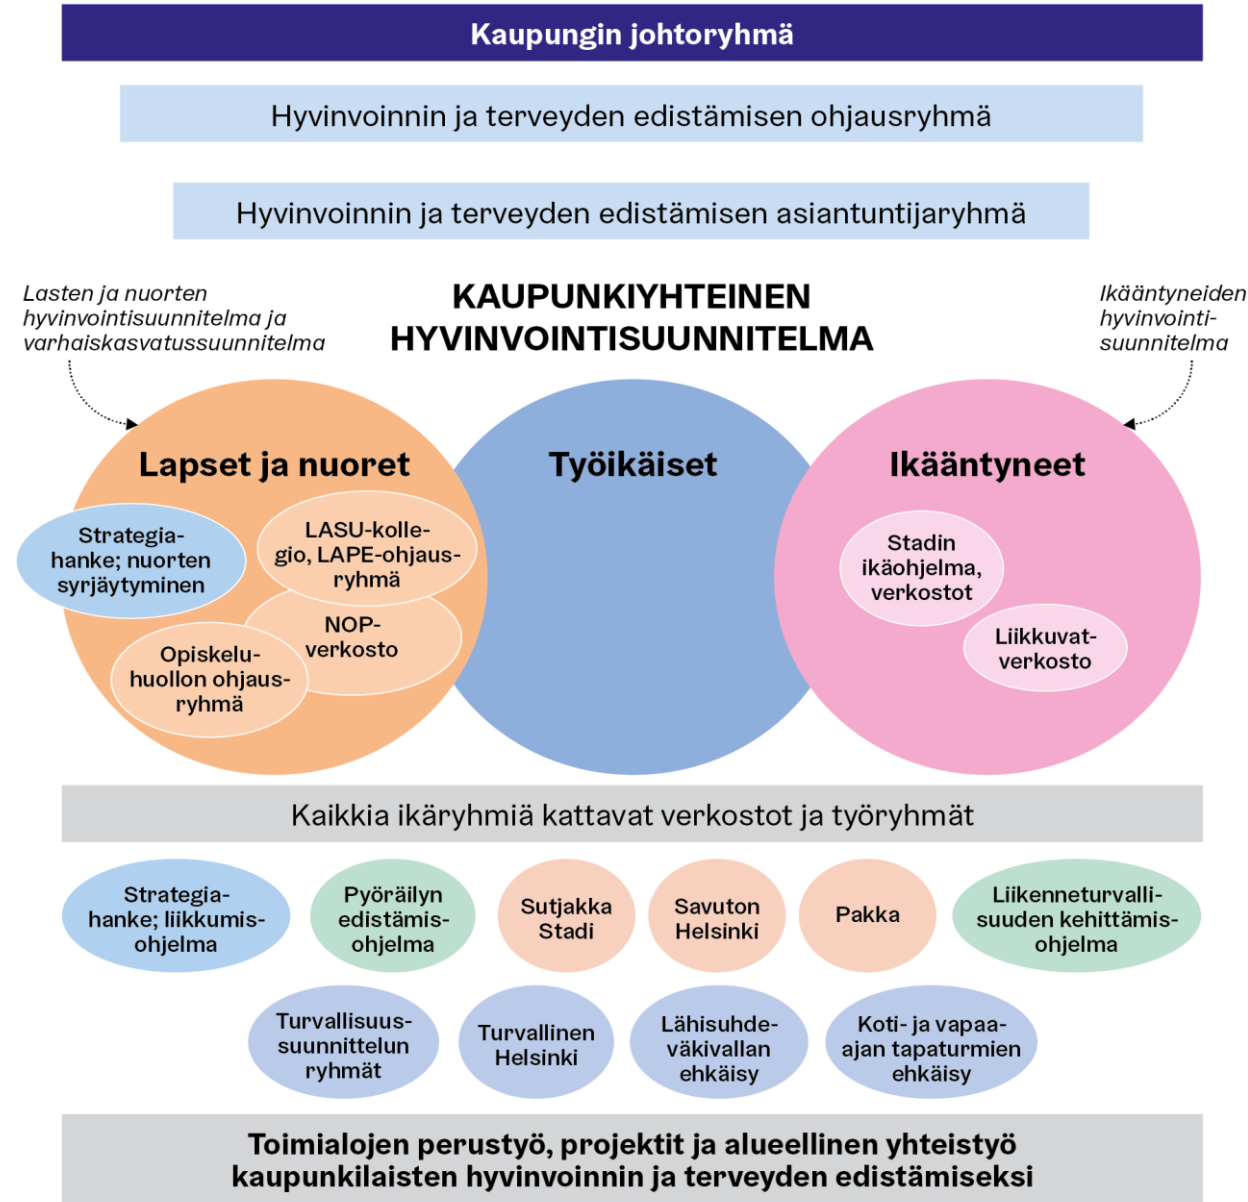 Kaupungin johtoryhmä
Hyvinvoinnin ja terveyden edistämisen ohjausryhmä
Hyvinvoinnin ja terveyden edistämisen asiantuntijaryhmä
Lasten ja nuorten
hyvinvointisuunnitelma ja
varhaiskasvatussuunnitelma
KAUPUNKIYHTEINEN
HYVINVOINTISUUNNITELMA
Ikääntyneiden
hyvinvointi-
suunnitelma
Lapset ja nuoret
Strategia-
hanke; nuorten
syrjäytyminen
LASU-kolle-
gio, LAPE-ohjaus-
ryhmä
NOP-
verkosto
Opiskelu-
huollon ohjaus-
ryhmä
Työikäiset
Ikääntyneet
Stadin
ikäohjelma,
verkostot
Liikkuvat-
verkosto
Kaikkia ikäryhmiä kattavat verkostot ja työryhmät
Strategia-
hanke; liikkumis-
ohjelma
Pyöräilyn
edistämis-
ohjelma
Sutjakka
Stadi
Savuton
Helsinki
Pakka
Liikenneturvalli-
suuden kehittämis-
ohjelma
Turvallisuus-
suunnittelun
ryhmät
Turvallinen
Helsinki
Lähisuhde-
väkivallan
ehkäisy
Koti- ja vapaa-
ajan tapaturmien
ehkäisy
Toimialojen perustyö, projektit ja alueellinen yhteistyö
kaupunkilaisten hyvinvoinnin ja terveyden edistämiseksi